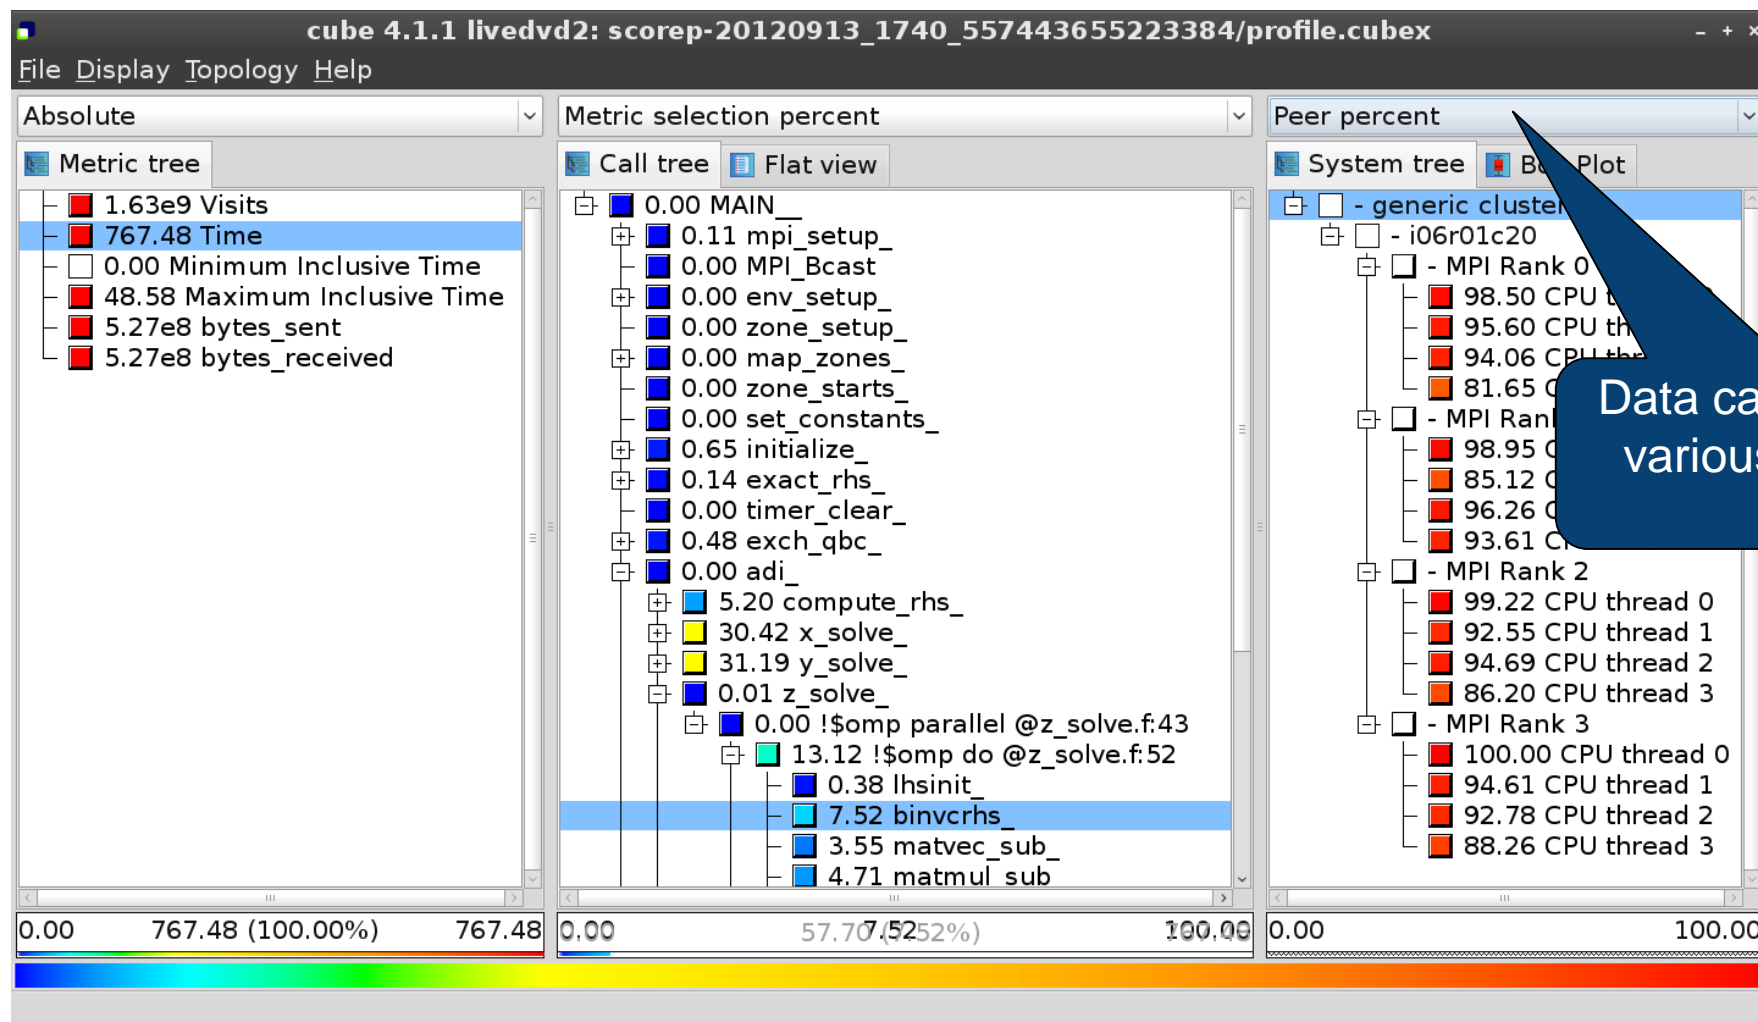 cube 4.1.1 livedvd2: scorep-20120913_1740_557443655223384/profile.cubex
File Display Topology Help
Absolute
Metric selection percent
Peer percent
Metric tree
Call tree
Flat view
System tree
Plot
1.63e9 Visits
767.48 Time
0.00 Minimum Inclusive Time
48.58 Maximum Inclusive Time
5.27e8 bytes_sent
5.27e8 bytes_received
0.00 MAIN__
0.11 mpi_setup_
0.00 MPI_Bcast
0.00 env_setup_
0.00 zone_setup_
0.00 map_zones_
0.00 zone_starts_
0.00 set_constants_
0.65 initialize_
0.14 exact_rhs_
0.00 timer_clear_
0.48 exch_qbc_
0.00 adi_
5.20 compute_rhs_
30.42 x_solve_
31.19 y_solve_
0.01 z_solve_
0.00 !$omp parallel @z_solve.f:43
13.12 !$omp do @z_solve.f:52
0.38 lhsinit_
7.52 binvcrhs_
3.55 matvec_sub_
4.71 matmul_sub
- generic cluster
- i06r01c20
- MPI Rank 0
98.50 CPU
95.60 CPU
94.06 CPU
81.65
- MPI Rank
98.95
85.12
96.26
93.61
- MPI Rank 2
99.22 CPU thread 0
92.55 CPU thread 1
94.69 CPU thread 2
86.20 CPU thread 3
- MPI Rank 3
100.00 CPU thread 0
94.61 CPU thread 1
92.78 CPU thread 2
88.26 CPU thread 3
Data
0.00 767.48 (100.00%) 767.48
0.00 7.52 100.00
0.00 100.00